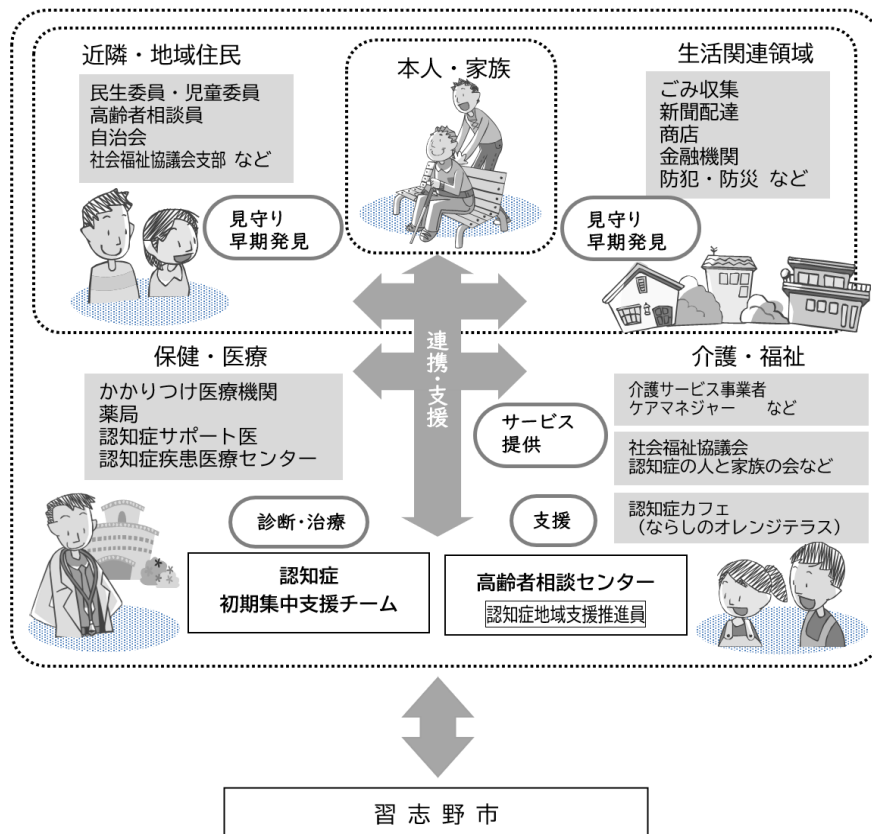 近隣・地域住民
民生委員・児童委員
高齢者相談員
自治会
社会福祉協議会支部 など
見守り
早期発見
本人・家族
生活関連領域
ごみ収集
新聞配達
商店
金融機関
防犯・防災 など
見守り
早期発見
連携・支援
保健・医療
かかりつけ医療機関
薬局
認知症サポート医
認知症疾患医療センター
診断・治療
介護・福祉
介護サービス事業者
ケアマネジャー など
社会福祉協議会
認知症の人と家族の会など
認知症カフェ
（ならしのオレンジテラス）
サービス
提供
支援
認知症
初期集中支援チーム
高齢者相談センター
認知症地域支援推進員
習志野市